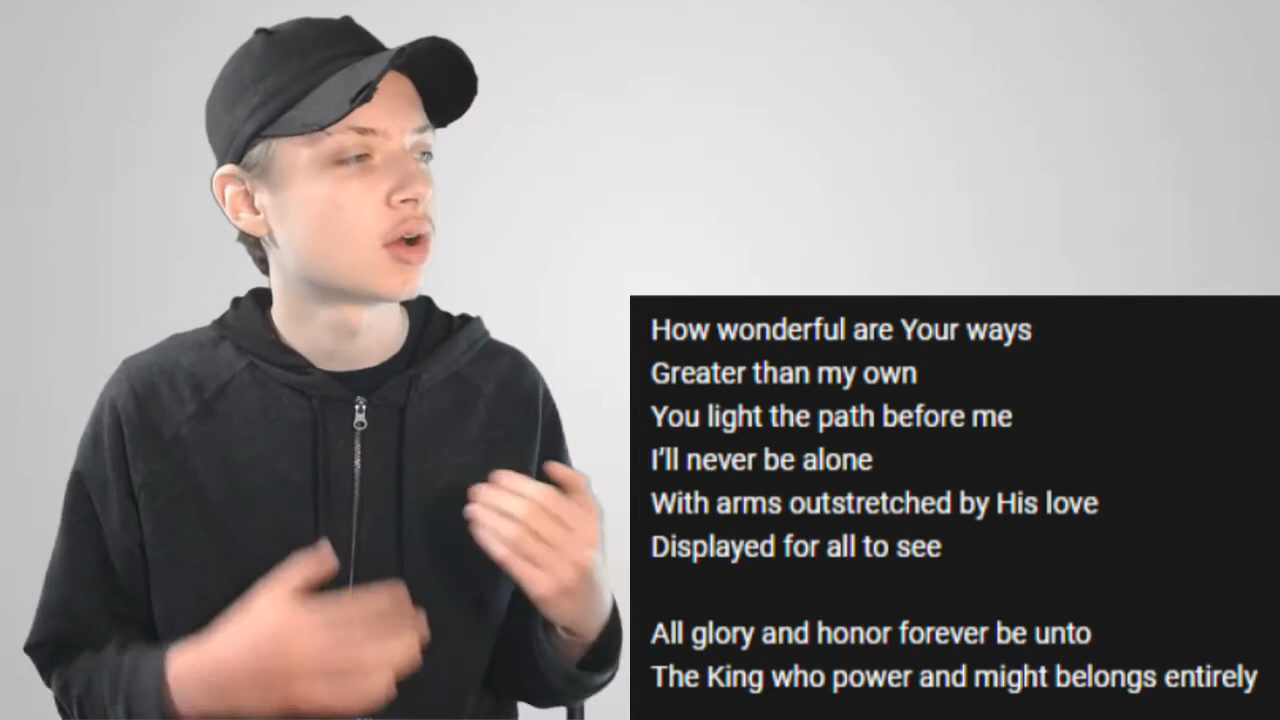 How wonderful are Your ways
Greater than my own
You light the path before me
I'll never be alone
With arms outstretched by His love
Displayed for all to see
All glory and honor forever be unto
The King who power and might belongs entirely